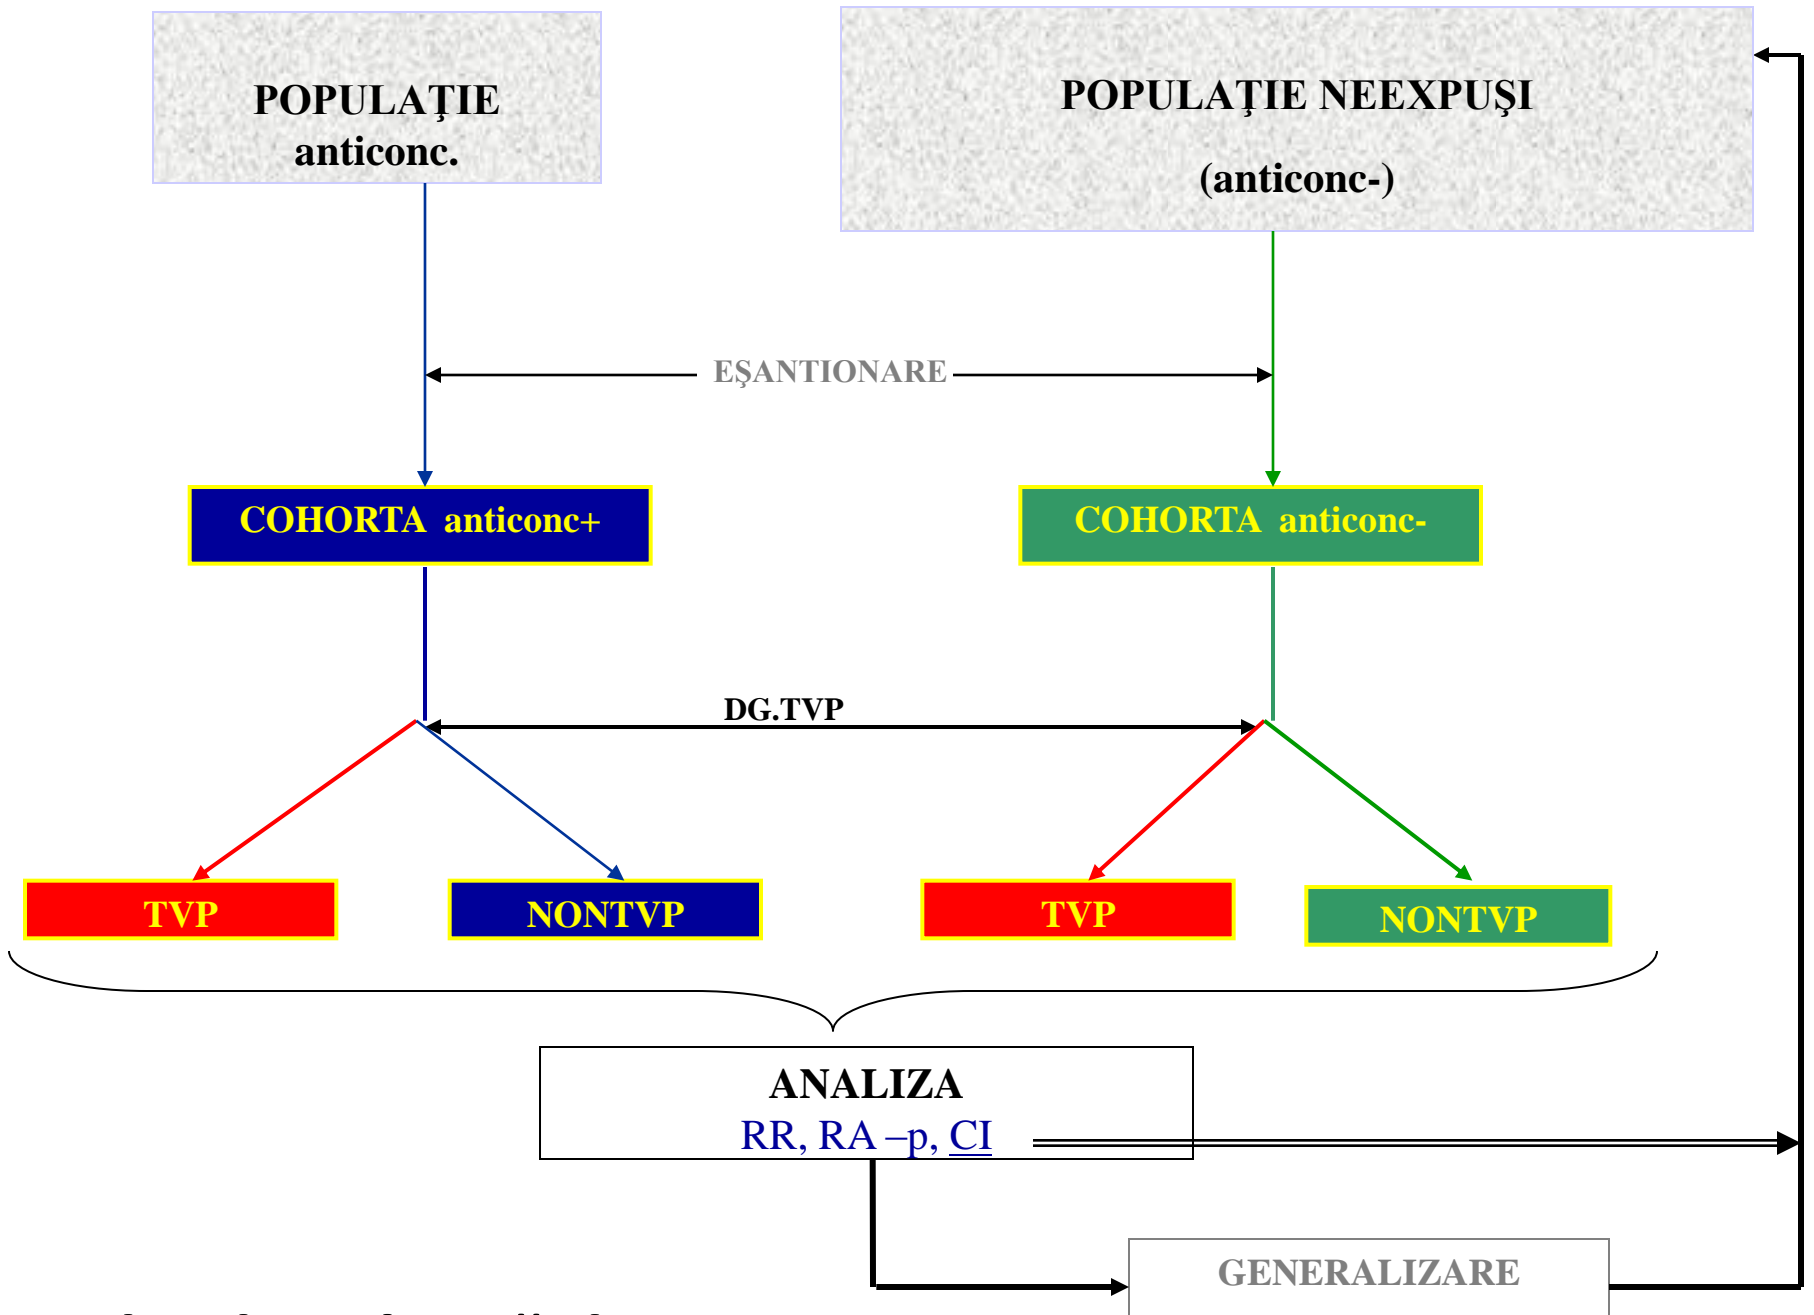 POPULAŢIE
anticonc.
POPULAŢIE NEEXPUŞI
(anticonc-)
EŞANTIONARE
COHORTA anticonc+
COHORTA anticonc-
DG.TVP
TVP
NONTVP
TVP
NONTVP
ANALIZA
RR, RA –p, CI
GENERALIZARE